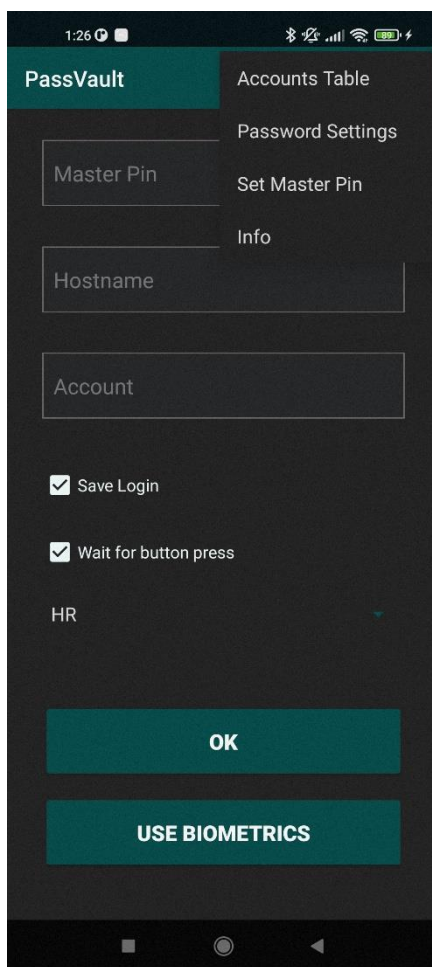 1:26
89
PassVault
Accounts Table
Password Settings
Set Master Pin
Info
Master Pin
Hostname
Account
Save Login
Wait for button press
HR
OK
USE BIOMETRICS